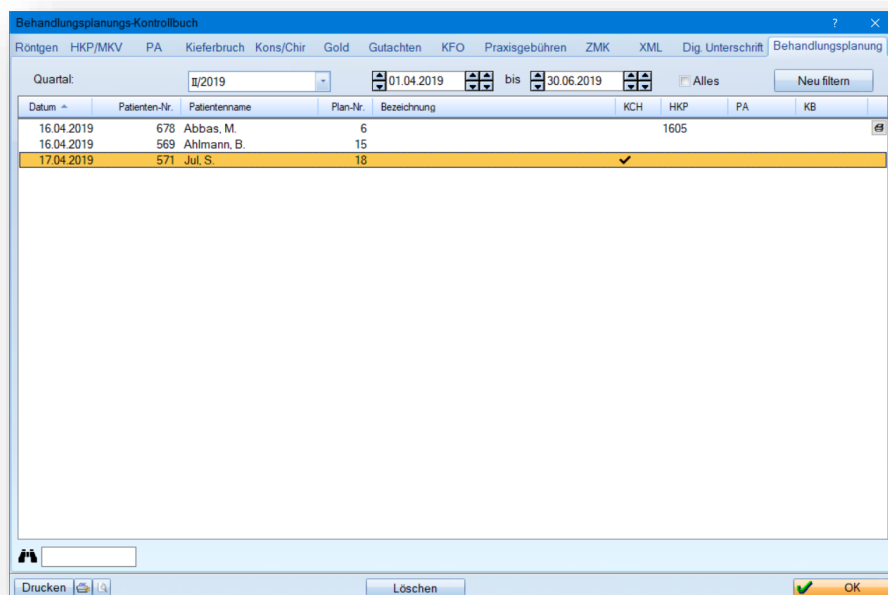 Behandlungsplanungs-Kontrollbuch ? ✕
Röntgen HKP/MKV PA Kieferbruch Kons/Chir Gold Gutachten KFO Praxisgebühren ZMK XML Dig. Unterschrift Behandlungsplanung
Quartal: II/2019 01.04.2019 bis 30.06.2019 Alles Neu filtern
Datum Patienten-Nr. Patientenname Plan-Nr. Bezeichnung KCH HKP PA KB
16.04.2019 678 Abbas, M. 6 1605
16.04.2019 569 Ahlmann, B. 15
17.04.2019 571 Jul, S. 18 ✓
Drucken Löschen OK